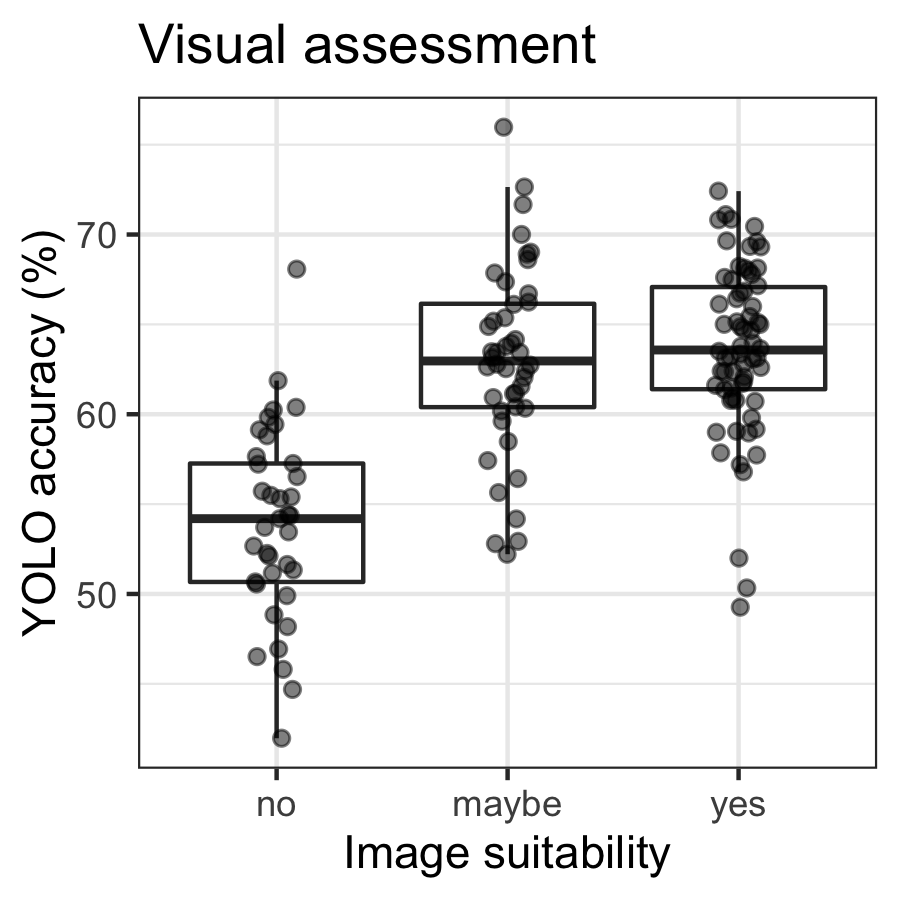 Visual assessment
YOLO accuracy (%)
70
60
50
no
maybe
yes
Image suitability